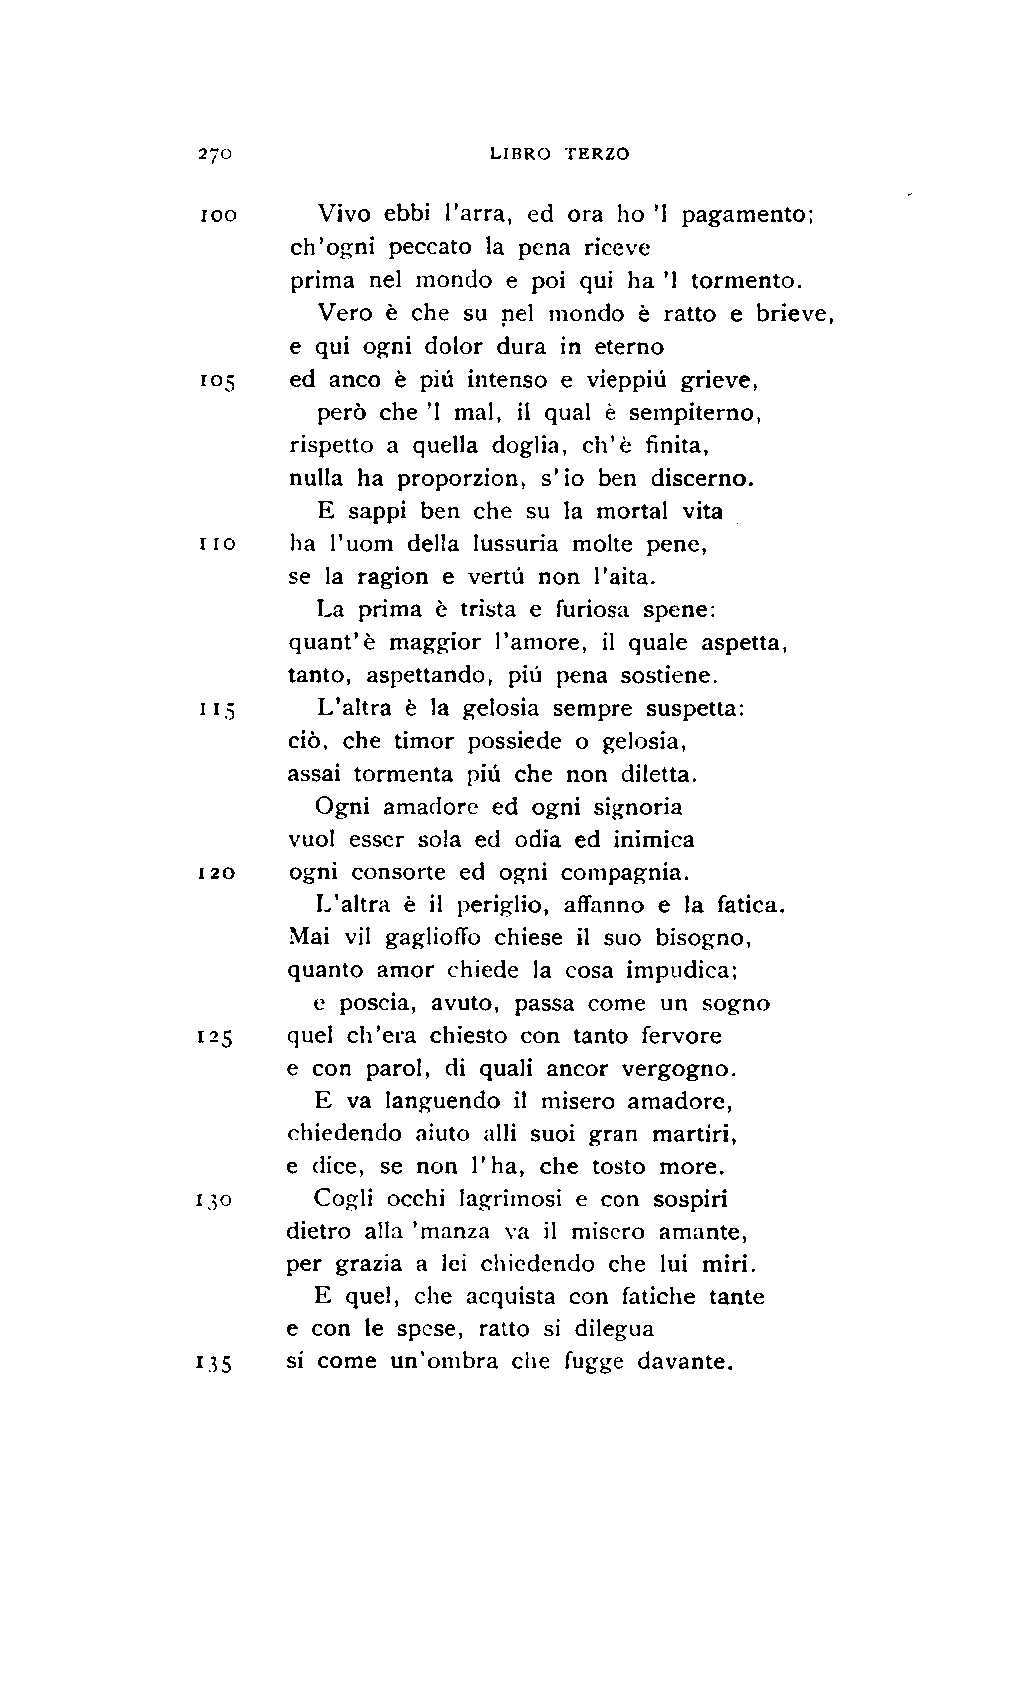 270 LIBRO TERZO
100 Vivo ebbi l'arra, ed ora ho 'l pagamento;
ch'ogni peccato la pena riceve
prima nel mondo e poi qui ha 'l tormento.
Vero è che su nel mondo è ratto e brieve,
e qui ogni dolor dura in eterno
105 ed anco è piú intenso e vieppiú grieve,
però che 'l mal, il qual è sempiterno,
rispetto a quella doglia, ch'è finita,
nulla ha proporzion, s'io ben discerno.
E sappi ben che su la mortal vita
110 ha l'uom della lussuria molte pene,
se la ragion e vertú non l'aita.
La prima è trista e furiosa spene:
quant'è maggior l'amore, il quale aspetta,
tanto, aspettando, piú pena sostiene.
115 L'altra è la gelosia sempre suspetta:
ciò, che timor possiede o gelosia,
assai tormenta piú che non diletta.
Ogni amadore ed ogni signoria
vuol esser sola ed odia ed inimica
120 ogni consorte ed ogni compagnia.
L'altra è il periglio, affanno e la fatica.
Mai vil gaglioffo chiese il suo bisogno,
quanto amor chiede la cosa impudica;
e poscia, avuto, passa come un sogno
125 quel ch'era chiesto con tanto fervore
e con parol, di quali ancor vergogno.
E va languendo il misero amadore,
chiedendo aiuto alli suoi gran martíri,
e dice, se non l'ha, che tosto more.
130 Cogli occhi lagrimosi e con sospiri
dietro alla 'manza va il misero amante,
per grazia a lei chiedendo che lui miri.
E quel, che acquista con fatiche tante
e con le spese, ratto si dilegua
135 sí come un'ombra che fugge davante.